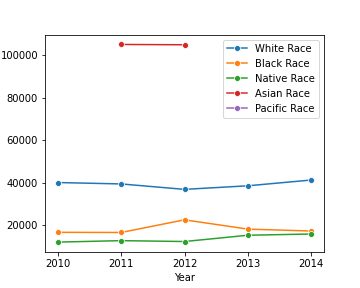 White Race
Black Race
Native Race
Asian Race
Pacific Race
100000
80000
60000
40000
20000
2010 2011 2012 2013 2014
Year